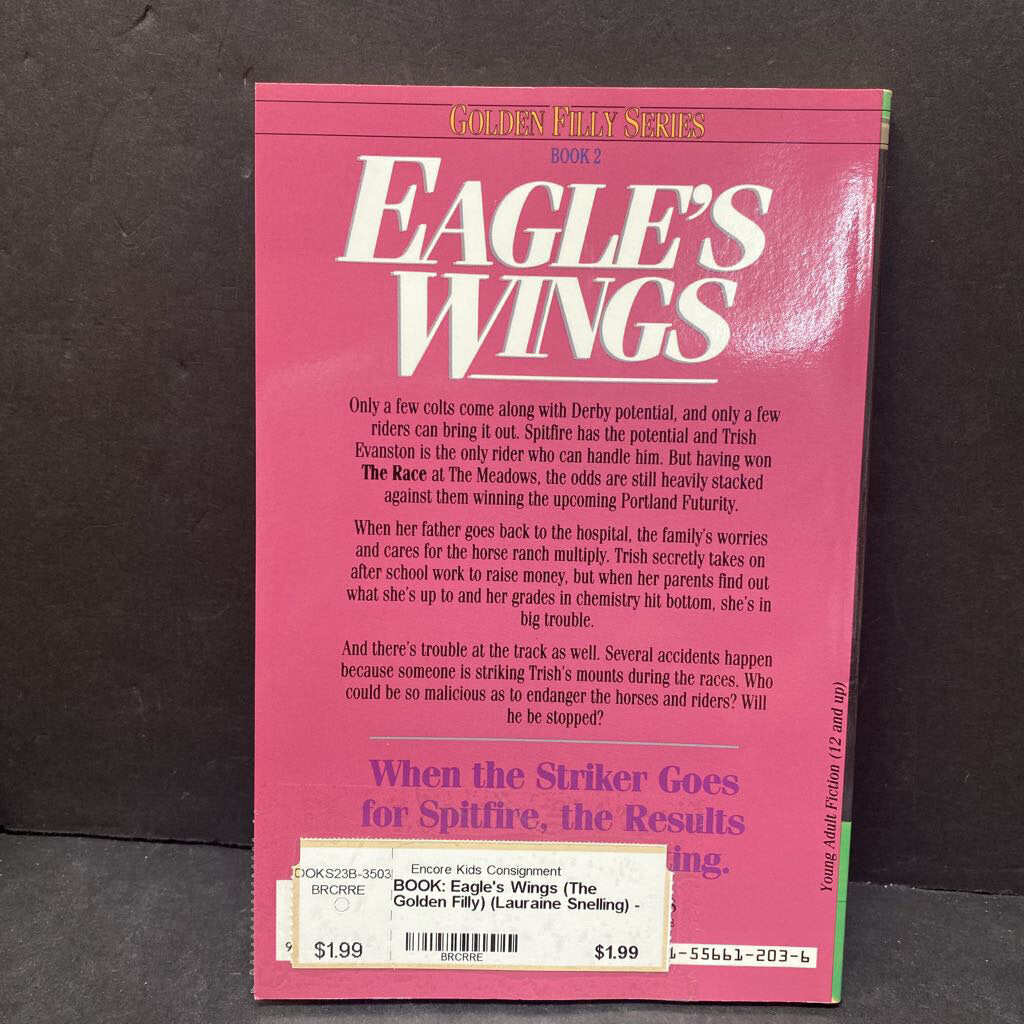 GOLDEN FILLY SERIES
BOOK 2
EAGLE'S
WINGS
Only a few colts come along with Derby potential, and only a few
riders can bring it out. Spitfire has the potential and Trish
Evanston is the only rider who can handle him. But having won
The Race at The Meadows, the odds are still heavily stacked
against them winning the upcoming Portland Futurity.
When her father goes back to the hospital, the family's worries
and cares for the horse ranch multiply. Trish secretly takes on
after school work to raise money, but when her parents find out
what she's up to and her grades in chemistry hit bottom, she's in
big trouble.
And there's trouble at the track as well. Several accidents happen
because someone is striking Trish's mounts during the races. Who
could be so malicious as to endanger the horses and riders? Will
he be stopped?
When the Striker Goes
for Spitfire, the Results
ing.
Young Adult Fiction (12 and up)
OOKS23B-3503
BRCRRE
$1.99
Encore Kids Consignment
BOOK: Eagle's Wings (The
Golden Filly) (Lauraine Snelling) -
BRCRRE
$1.99
9
-55661-203-6